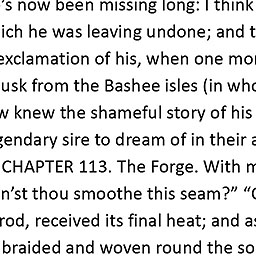 's now been missing long: I think
ich he was leaving undone; and t
exclamation of his, when one mo
usk from the Bashee isles (in who
w knew the shameful story of his
gendary sire to dream of in their a
CHAPTER 113. The Forge. With m
n'st thou smoothe this seam?" "O
rod, received its final heat; and as
braided and woven round the so